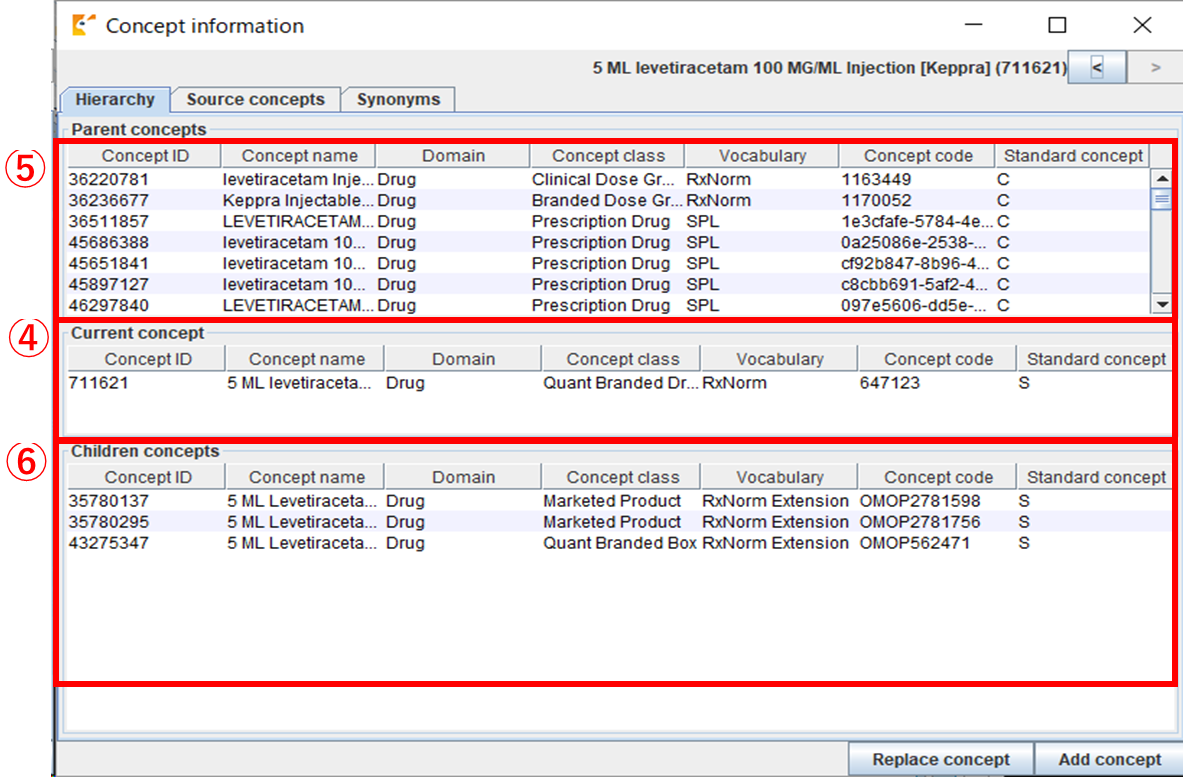 Concept information
5 ML levetiracetam 100 MG/ML Injection [Keppra] (711621) < >
Hierarchy Source concepts Synonyms
Parent concepts
⑤
Concept ID Concept name Domain Concept class Vocabulary Concept code Standard concept
36220781 levetiracetam Inje... Drug Clinical Dose Gr... RxNorm 1163449 C
36236677 Keppra Injectable... Drug Branded Dose Gr... RxNorm 1170052 C
36511857 LEVETIRACETAM... Drug Prescription Drug SPL 1e3cfafe-5784-4e... C
45686388 levetiracetam 10... Drug Prescription Drug SPL 0a25086e-2538-... C
45651841 levetiracetam 10... Drug Prescription Drug SPL cf92b847-8b96-4... C
45897127 levetiracetam 10... Drug Prescription Drug SPL c8cbb691-5af2-4... C
46297840 LEVETIRACETAM... Drug Prescription Drug SPL 097e5606-dd5e-... C
④
Current concept
Concept ID Concept name Domain Concept class Vocabulary Concept code Standard concept
711621 5 ML levetiraceta... Drug Quant Branded Dr... RxNorm 647123 S
⑥
Children concepts
Concept ID Concept name Domain Concept class Vocabulary Concept code Standard concept
35780137 5 ML Levetiraceta... Drug Marketed Product RxNorm Extension OMOP2781598 S
35780295 5 ML Levetiraceta... Drug Marketed Product RxNorm Extension OMOP2781756 S
43275347 5 ML Levetiraceta... Drug Quant Branded Box RxNorm Extension OMOP562471 S
Replace concept Add concept